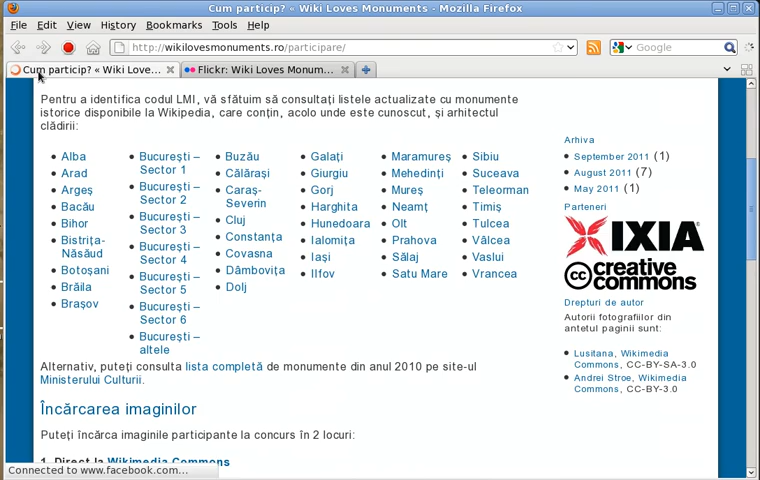 Cum particip? « Wiki Loves Monuments - Mozilla Firefox
File Edit View History Bookmarks Tools Help
http://wikilovesmonuments.ro/participare/
Google
Cum particip? « Wiki Love...
Flickr: Wiki Loves Monum...
Pentru a identifica codul LMI, vă sfătuim să consultați listele actualizate cu monumente
istorice disponibile la Wikipedia, care conțin, acolo unde este cunoscut, și arhitectul
clădirii:
Alba
Arad
Argeș
Bacău
Bihor
Bistrița-
Năsăud
Botoșani
Brăila
Brașov
București –
Sector 1
București –
Sector 2
București –
Sector 3
București –
Sector 4
București –
Sector 5
București –
Sector 6
București –
altele
Buzău
Călărași
Caraș-
Severin
Cluj
Constanța
Covasna
Dâmbovița
Dolj
Galați
Giurgiu
Gorj
Harghita
Hunedoara
Ialomița
Iași
Ilfov
Maramureș
Mehedinți
Mureș
Neamț
Olt
Prahova
Sălaj
Satu Mare
Sibiu
Suceava
Teleorman
Timiș
Tulcea
Vâlcea
Vaslui
Vrancea
Alternativ, puteți consulta lista completă de monumente din anul 2010 pe site-ul
Ministerului Culturii.
Încărcarea imaginilor
Puteți încărca imaginile participante la concurs în 2 locuri:
1. Direct la Wikimedia Commons
Arhiva
September 2011 (1)
August 2011 (7)
May 2011 (1)
Parteneri
IXIA
cc creative
commons
Drepturi de autor
Autorii fotografiilor din
antetul paginii sunt:
Lusitana, Wikimedia
Commons, CC-BY-SA-3.0
Andrei Stroe, Wikimedia
Commons, CC-BY-3.0
Connected to www.facebook.com...